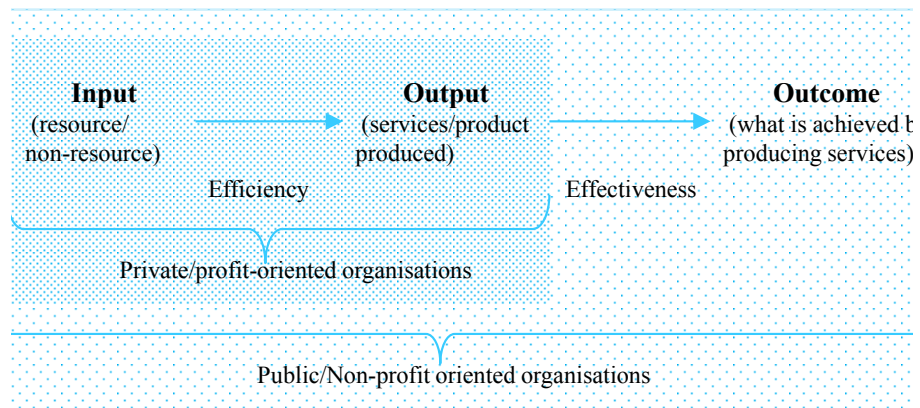 Input
(resource/
non-resource)
Output
(services/product
produced)
Outcome
(what is achieved b
producing services)
Efficiency
Effectiveness
Private/profit-oriented organisations
Public/Non-profit oriented organisations